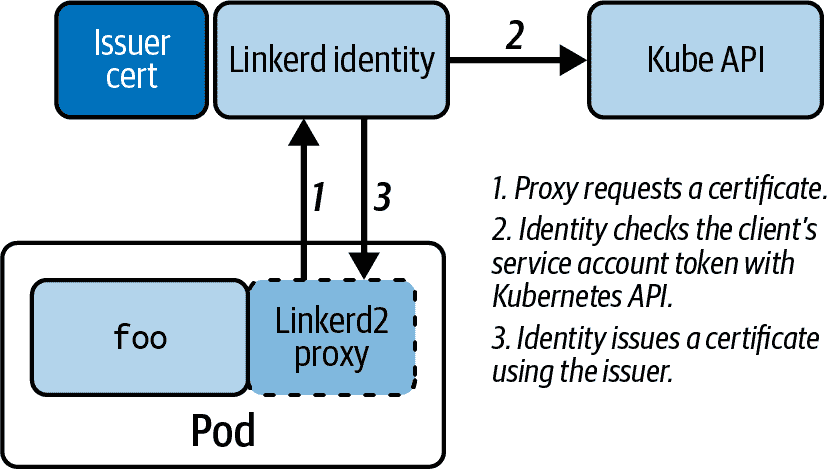 Issuer
cert
Linkerd identity
2
Kube API
1
3
1. Proxy requests a certificate.
2. Identity checks the client's
service account token with
Kubernetes API.
3. Identity issues a certificate
using the issuer.
foo
Linkerd2
proxy
Pod